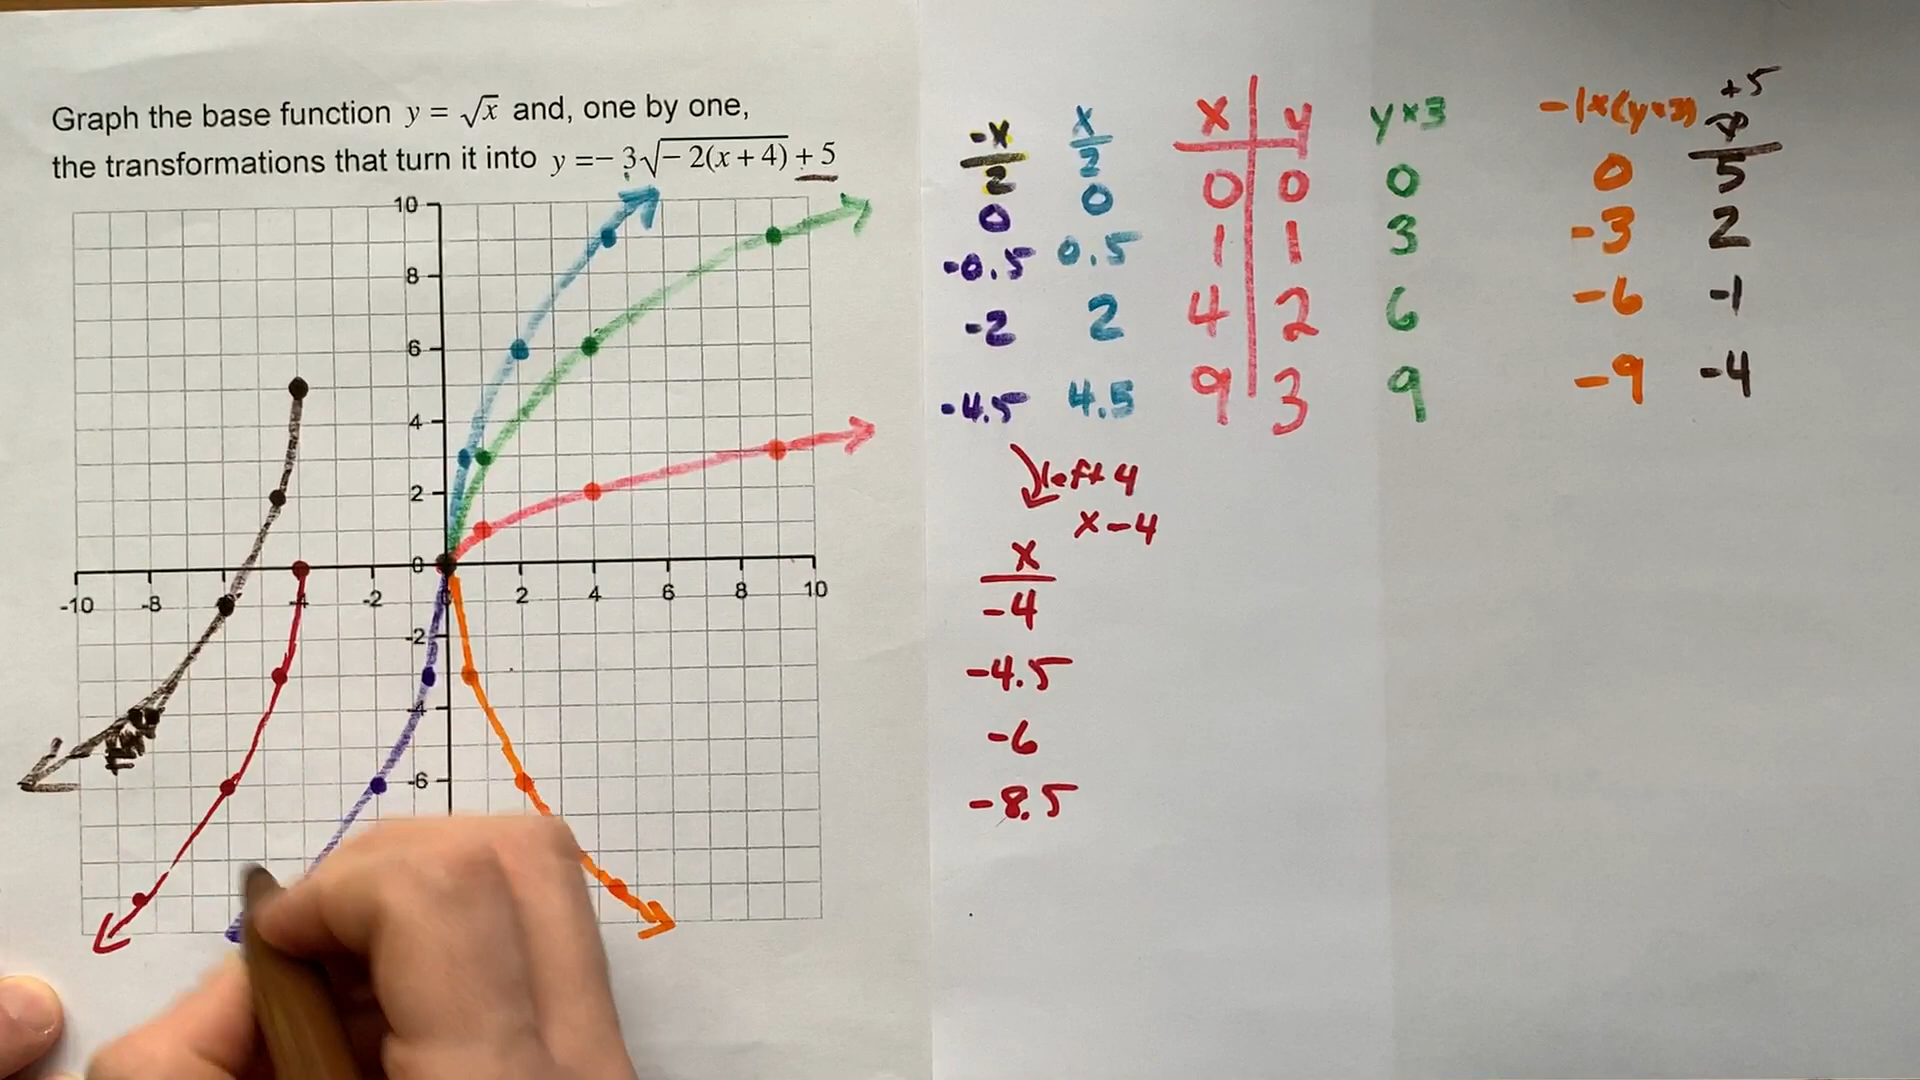 Graph the base function y = √x and, one by one,
the transformations that turn it into y = − 3√− 2(x + 4) + 5
10
8
6
4
2
0
-10 -8 -4 -2 0 2 4 6 8 10
-2
-4
-6
-x/2 x/2 x y y×3 -1×(y×3) +5
0 0 0 0 0 0 5
-0.5 0.5 1 1 3 -3 2
-2 2 4 2 6 -6 -1
-4.5 4.5 9 3 9 -9 -4
left 4
x-4
x
-4
-4.5
-6
-8.5